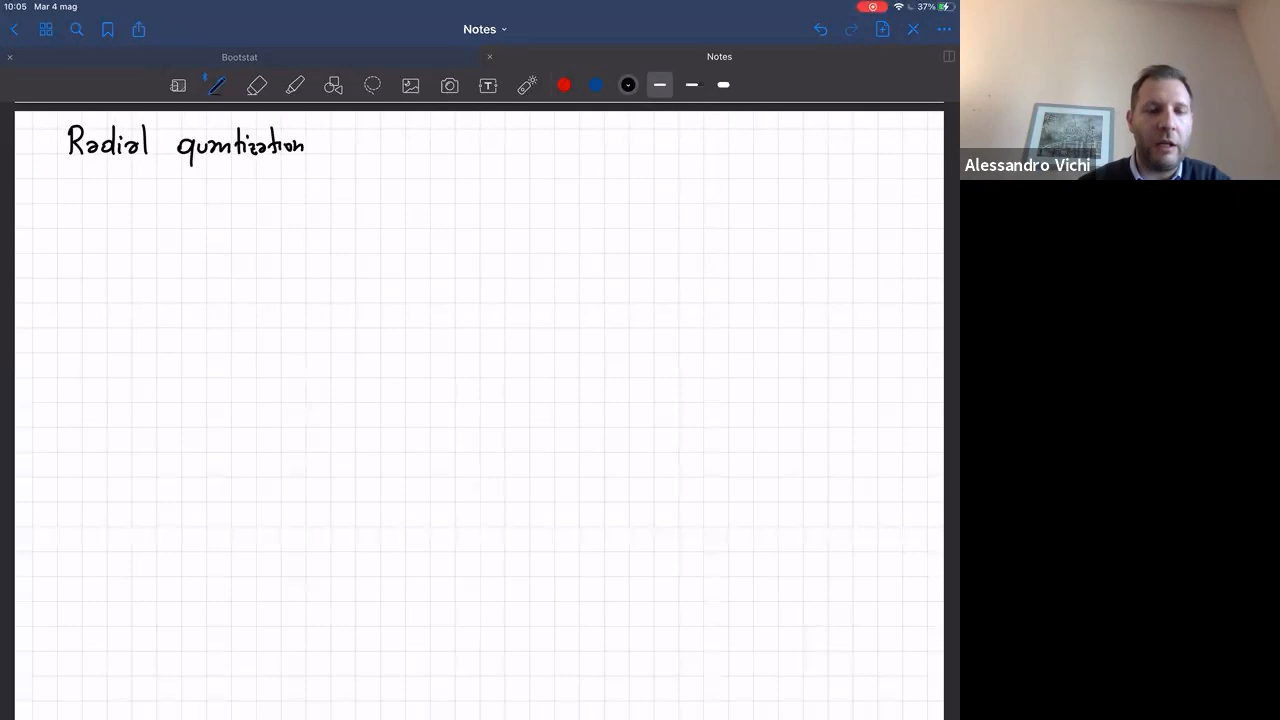 10:05 Mar 4 mag
37%
Notes
Bootstat
Notes
T
Radial quantization
Alessandro Vichi